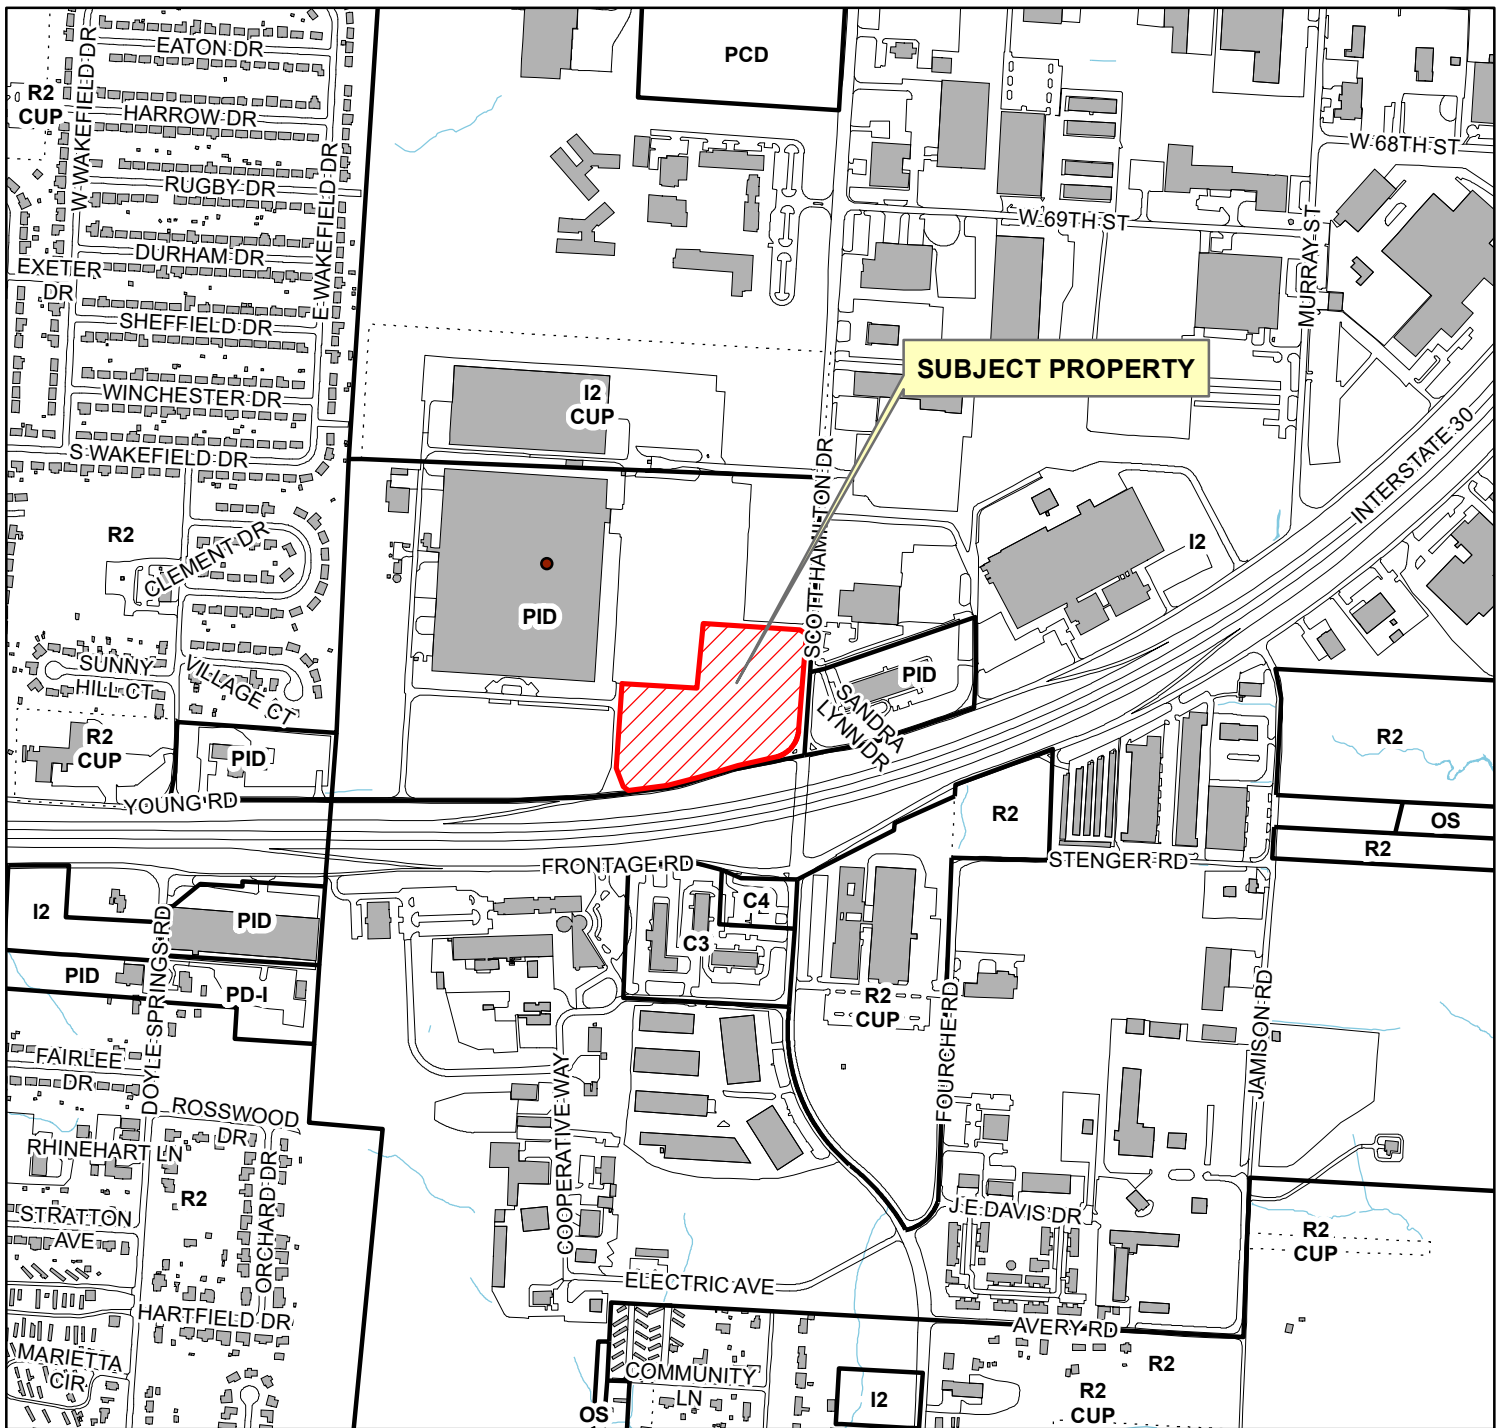 EATON DR
W WAKEFIELD DR
PCD
R2
CUP
HARROW DR
W 68TH ST
E WAKEFIELD DR
RUGBY DR
W 69TH ST
MURRAY ST
DURHAM DR
EXETER
DR
SHEFFIELD DR
SUBJECT PROPERTY
WINCHESTER DR
I2
CUP
S WAKEFIELD DR
SCOTT HAMILTON DR
INTERSTATE 30
R2
CLEMENT DR
I2
PID
SUNNY
HILL CT
VILLAGE CT
PID
SANDRA
LYNN DR
R2
CUP
PID
R2
YOUNG RD
R2
OS
R2
FRONTAGE RD
STENGER RD
C4
I2
PID
C3
DOYLE SPRINGS RD
PID
PD-I
R2
CUP
FOURCHE RD
JAMISON RD
FAIRLEE
DR
COOPERATIVE WAY
ROSSWOOD
DR
RHINEHART LN
ORCHARD DR
R2
STRATTON
AVE
J E DAVIS DR
R2
CUP
ELECTRIC AVE
HARTFIELD DR
AVERY RD
MARIETTA
CIR
COMMUNITY
LN
R2
I2
R2
CUP
OS